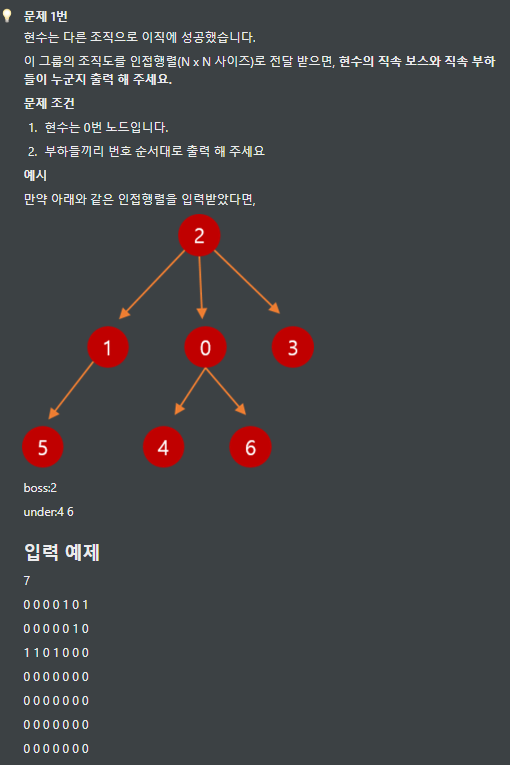 문제 1번
현수는 다른 조직으로 이직에 성공했습니다.
이 그룹의 조직도를 인접행렬(N x N 사이즈)로 전달 받으면, 현수의 직속 보스와 직속 부하
들이 누군지 출력 해 주세요.
문제 조건
1. 현수는 0번 노드입니다.
2. 부하들끼리 번호 순서대로 출력 해 주세요
예시
만약 아래와 같은 인접행렬을 입력받았다면,
2
1 0 3
5 4 6
boss:2
under:4 6
입력 예제
7
0 0 0 0 1 0 1
0 0 0 0 0 1 0
1 1 0 1 0 0 0
0 0 0 0 0 0 0
0 0 0 0 0 0 0
0 0 0 0 0 0 0
0 0 0 0 0 0 0